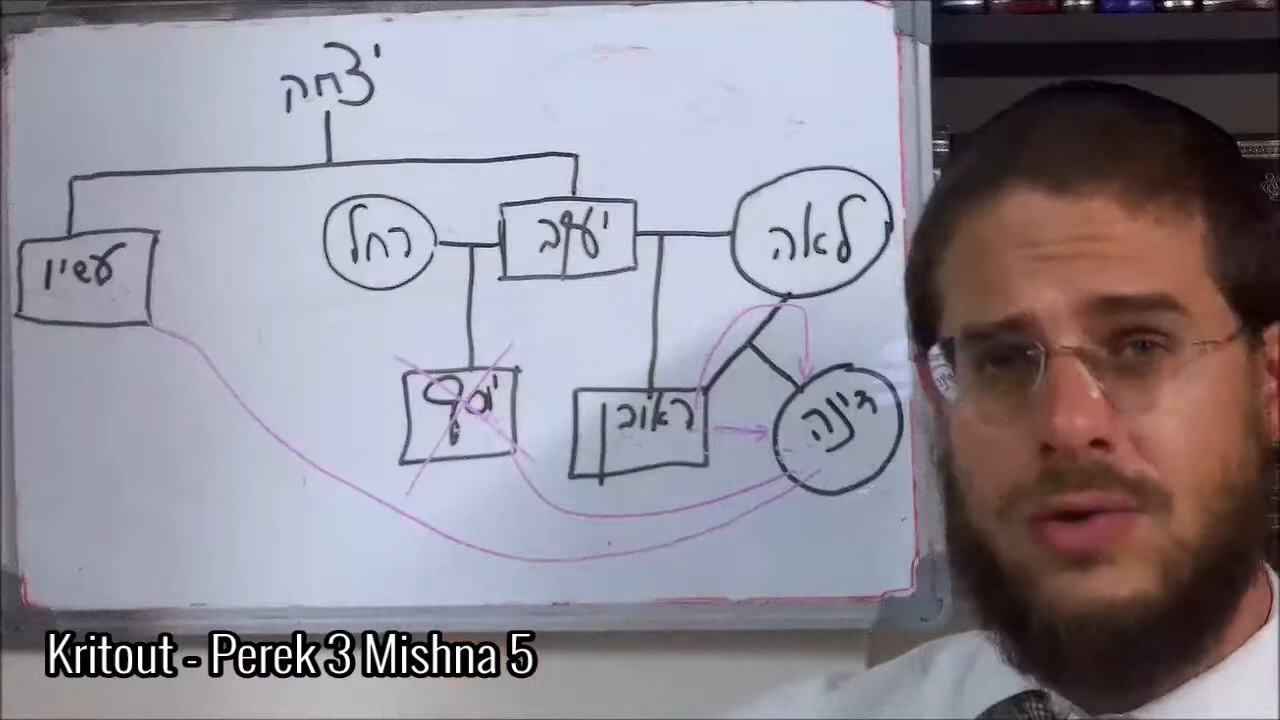 יצחק
לאה
יעקב
רחל
עשיו
דינה
ראובן
יוסף
Kritout - Perek 3 Mishna 5